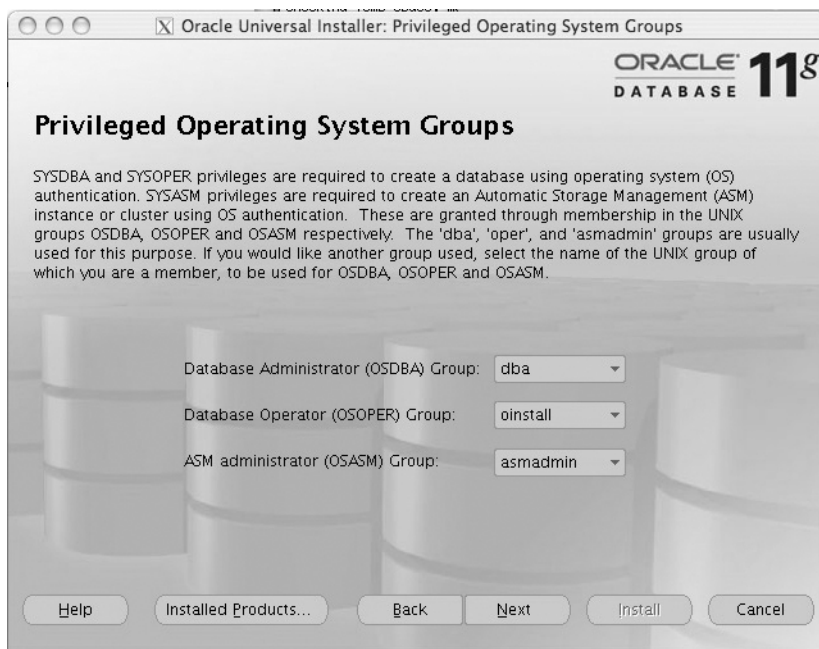 Oracle Universal Installer: Privileged Operating System Groups
ORACLE
DATABASE 11g
Privileged Operating System Groups
SYSDBA and SYSOPER privileges are required to create a database using operating system (OS)
authentication. SYSASM privileges are required to create an Automatic Storage Management (ASM)
instance or cluster using OS authentication. These are granted through membership in the UNIX
groups OSDBA, OSOPER and OSASM respectively. The 'dba', 'oper', and 'asmadmin' groups are usually
used for this purpose. If you would like another group used, select the name of the UNIX group of
which you are a member, to be used for OSDBA, OSOPER and OSASM.
Database Administrator (OSDBA) Group: dba
Database Operator (OSOPER) Group: oinstall
ASM administrator (OSASM) Group: asmadmin
Help Installed Products... Back Next Install Cancel